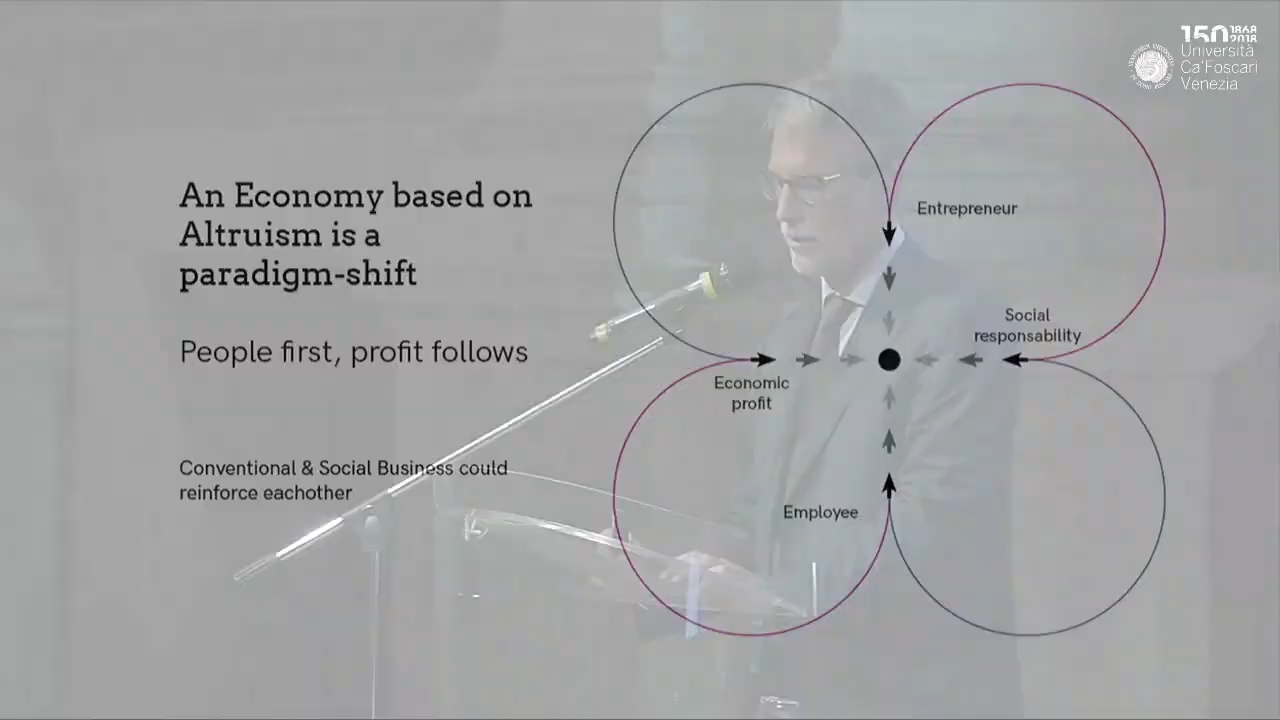 150 1868 2018
Università
Ca'Foscari
Venezia
An Economy based on
Altruism is a
paradigm-shift
People first, profit follows
Conventional & Social Business could
reinforce eachother
Entrepreneur
Social
responsability
Economic
profit
Employee